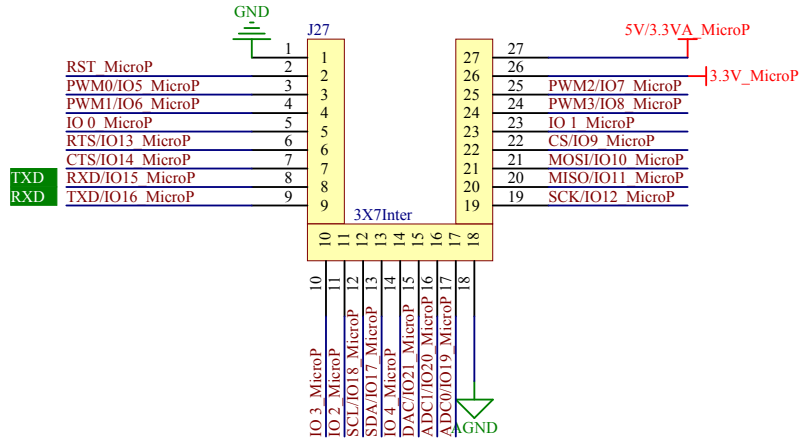 GND
J27
5V/3.3VA_MicroP
1 1 27 27
RST_MicroP 2 2 26 26 3.3V_MicroP
PWM0/IO5_MicroP 3 3 25 25 PWM2/IO7_MicroP
PWM1/IO6_MicroP 4 4 24 24 PWM3/IO8_MicroP
IO 0_MicroP 5 5 23 23 IO 1_MicroP
RTS/IO13_MicroP 6 6 22 22 CS/IO9_MicroP
CTS/IO14_MicroP 7 7 21 21 MOSI/IO10_MicroP
TXD RXD/IO15_MicroP 8 8 20 20 MISO/IO11_MicroP
RXD TXD/IO16_MicroP 9 9 19 19 SCK/IO12_MicroP
3X7Inter
10 11 12 13 14 15 16 17 18
10 11 12 13 14 15 16 17 18
IO 3_MicroP
IO 2_MicroP
SCL/IO18_MicroP
SDA/IO17_MicroP
IO 4_MicroP
DAC/IO21_MicroP
ADC1/IO20_MicroP
ADC0/IO19_MicroP
AGND